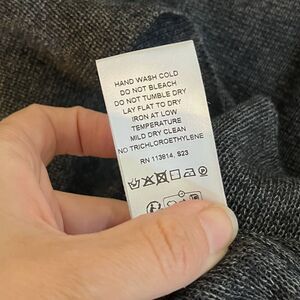 HAND WASH COLD
DO NOT BLEACH
DO NOT TUMBLE DRY
LAY FLAT TO DRY
IRON AT LOW
TEMPERATURE
MILD DRY CLEAN
NO TRICHLOROETHYLENE
RN 113914, S23